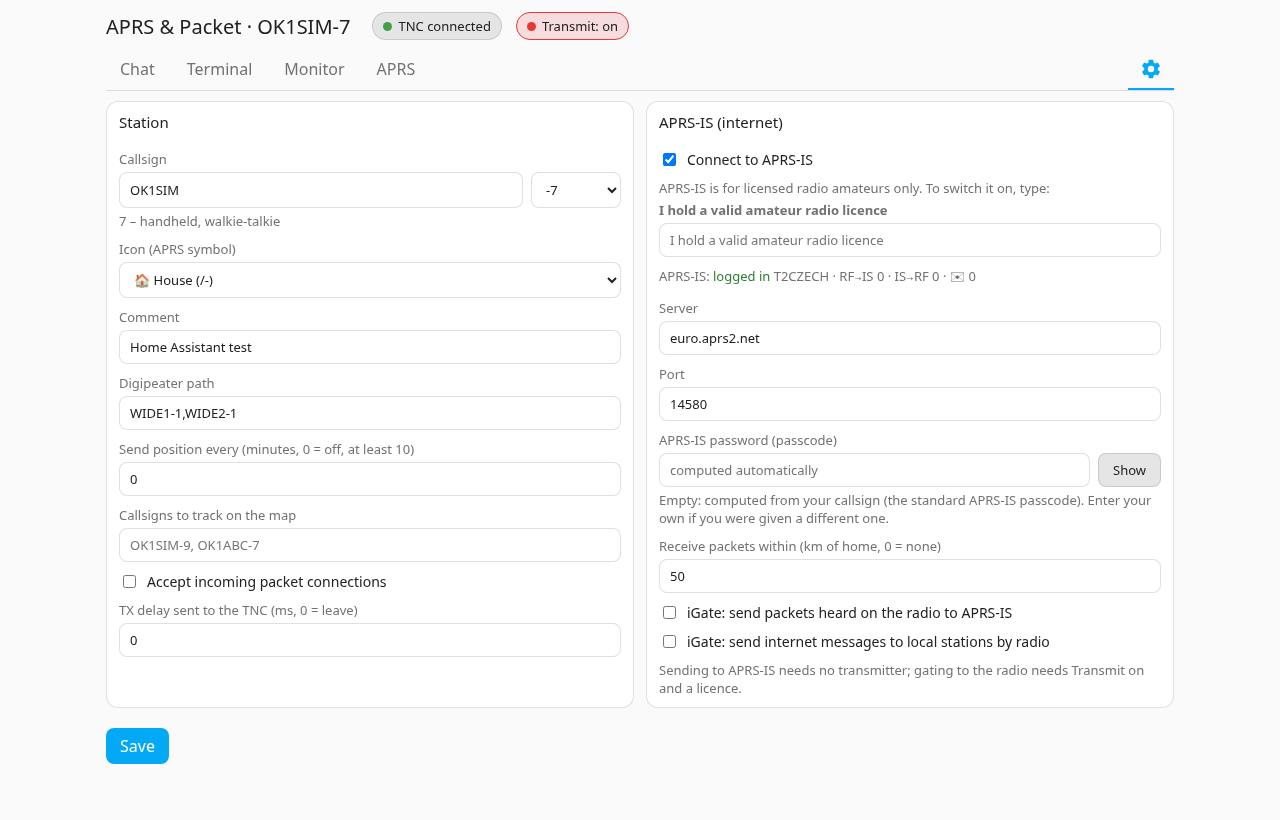 APRS & Packet · OK1SIM-7
TNC connected
Transmit: on
Chat
Terminal
Monitor
APRS
Station
Callsign
OK1SIM
-7
7 – handheld, walkie-talkie
Icon (APRS symbol)
🏠 House (/-)
Comment
Home Assistant test
Digipeater path
WIDE1-1,WIDE2-1
Send position every (minutes, 0 = off, at least 10)
0
Callsigns to track on the map
OK1SIM-9, OK1ABC-7
Accept incoming packet connections
TX delay sent to the TNC (ms, 0 = leave)
0
APRS-IS (internet)
Connect to APRS-IS
APRS-IS is for licensed radio amateurs only. To switch it on, type:
I hold a valid amateur radio licence
I hold a valid amateur radio licence
APRS-IS: logged in T2CZECH · RF→IS 0 · IS→RF 0 · ✉ 0
Server
euro.aprs2.net
Port
14580
APRS-IS password (passcode)
computed automatically
Show
Empty: computed from your callsign (the standard APRS-IS passcode). Enter your
own if you were given a different one.
Receive packets within (km of home, 0 = none)
50
iGate: send packets heard on the radio to APRS-IS
iGate: send internet messages to local stations by radio
Sending to APRS-IS needs no transmitter; gating to the radio needs Transmit on
and a licence.
Save